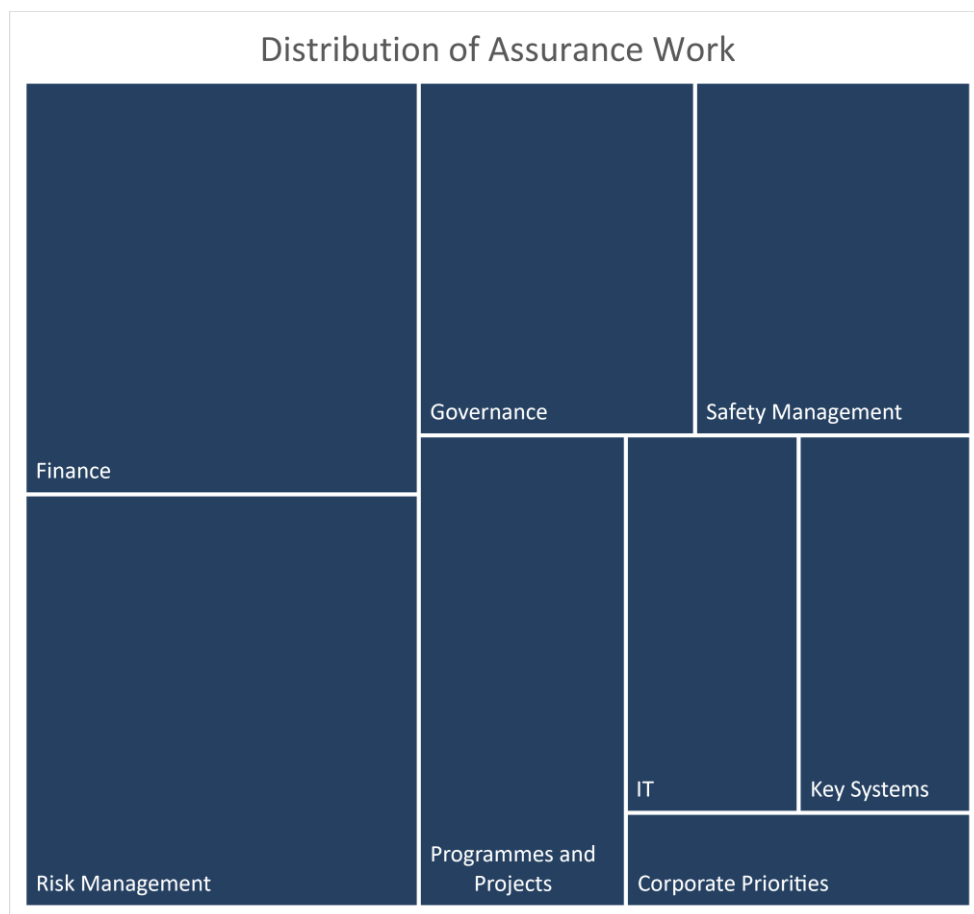 Distribution of Assurance Work
Finance
Governance
Safety Management
Risk Management
Programmes and
Projects
IT
Key Systems
Corporate Priorities